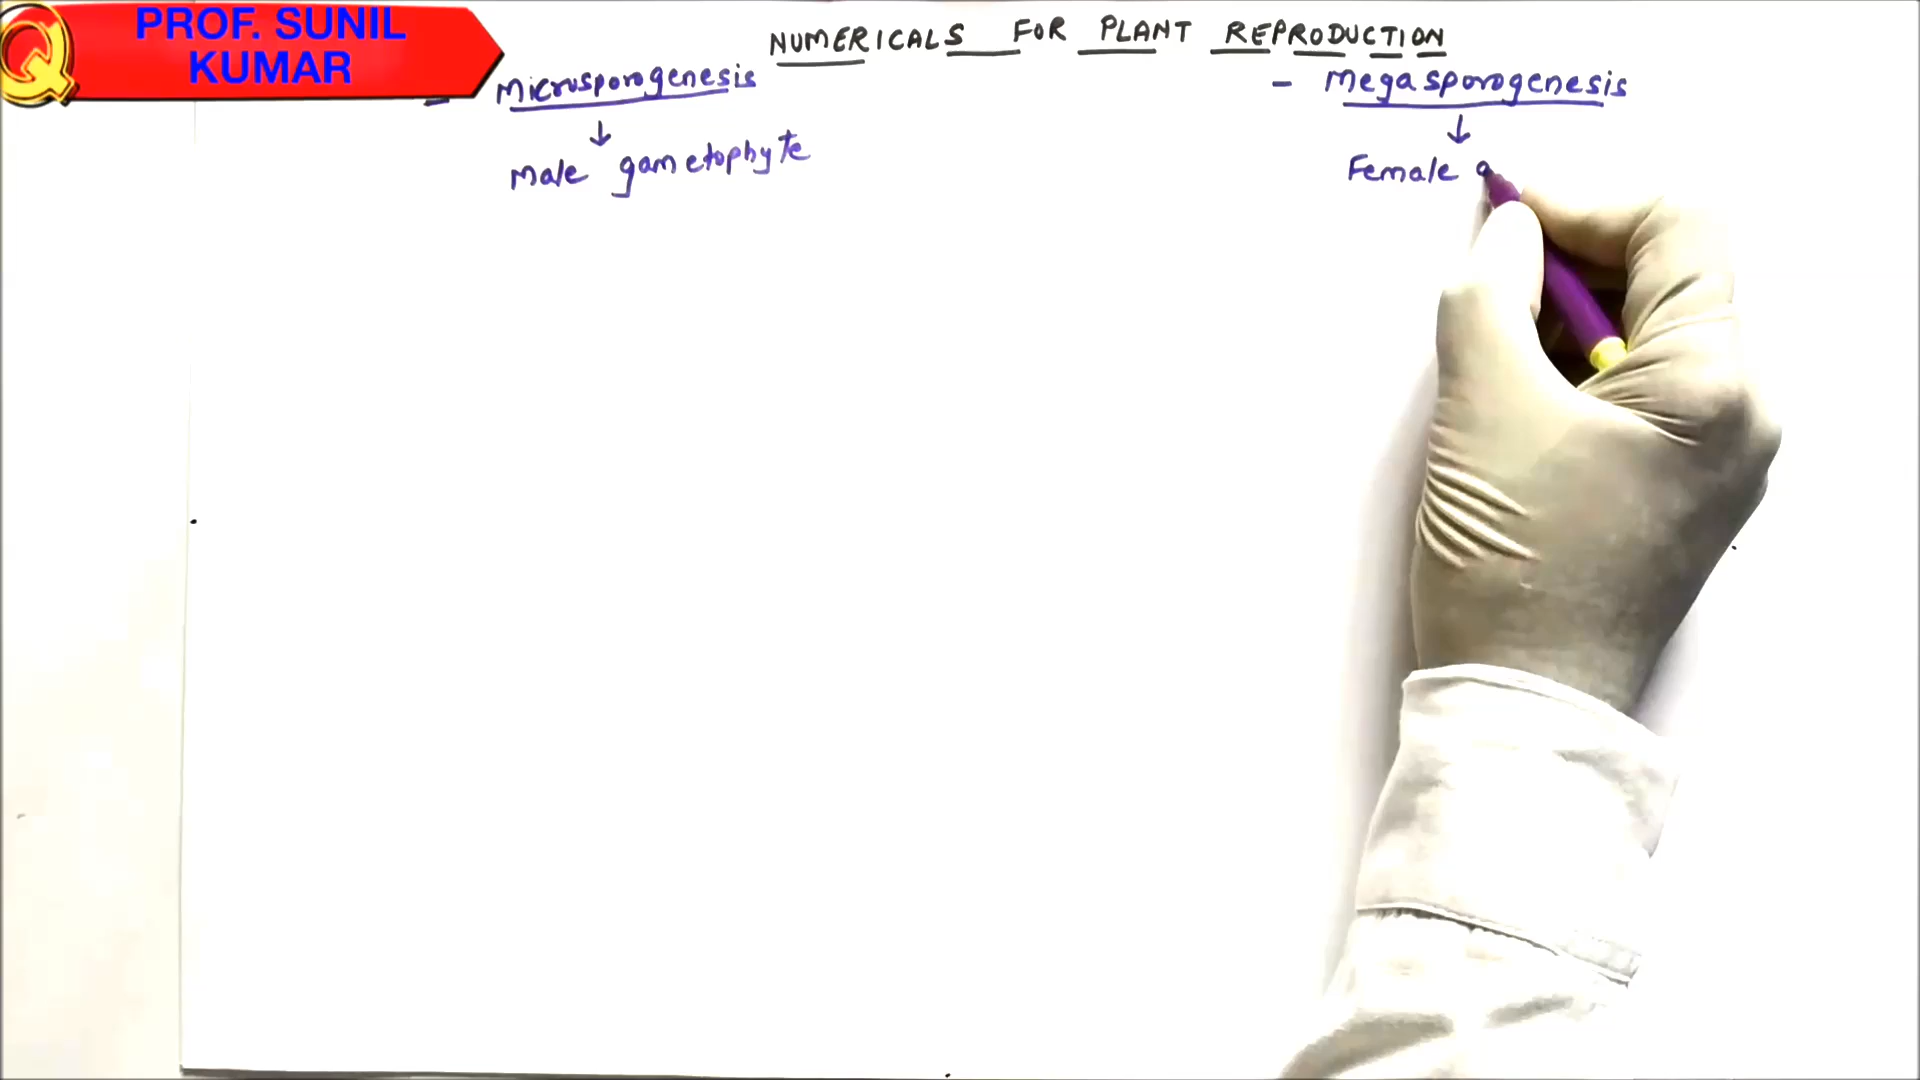 PROF. SUNIL
KUMAR
NUMERICALS FOR PLANT REPRODUCTION
- Microsporogenesis
- Megasporogenesis
↓
↓
Male gametophyte
Female g